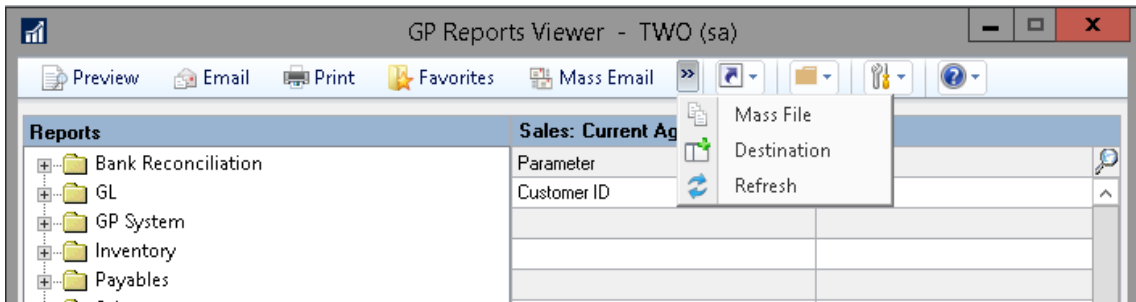 GP Reports Viewer - TWO (sa)
Preview Email Print Favorites Mass Email »
Mass File
Destination
Refresh
Reports
Bank Reconciliation
GL
GP System
Inventory
Payables
Sales: Current Ag
Parameter
Customer ID